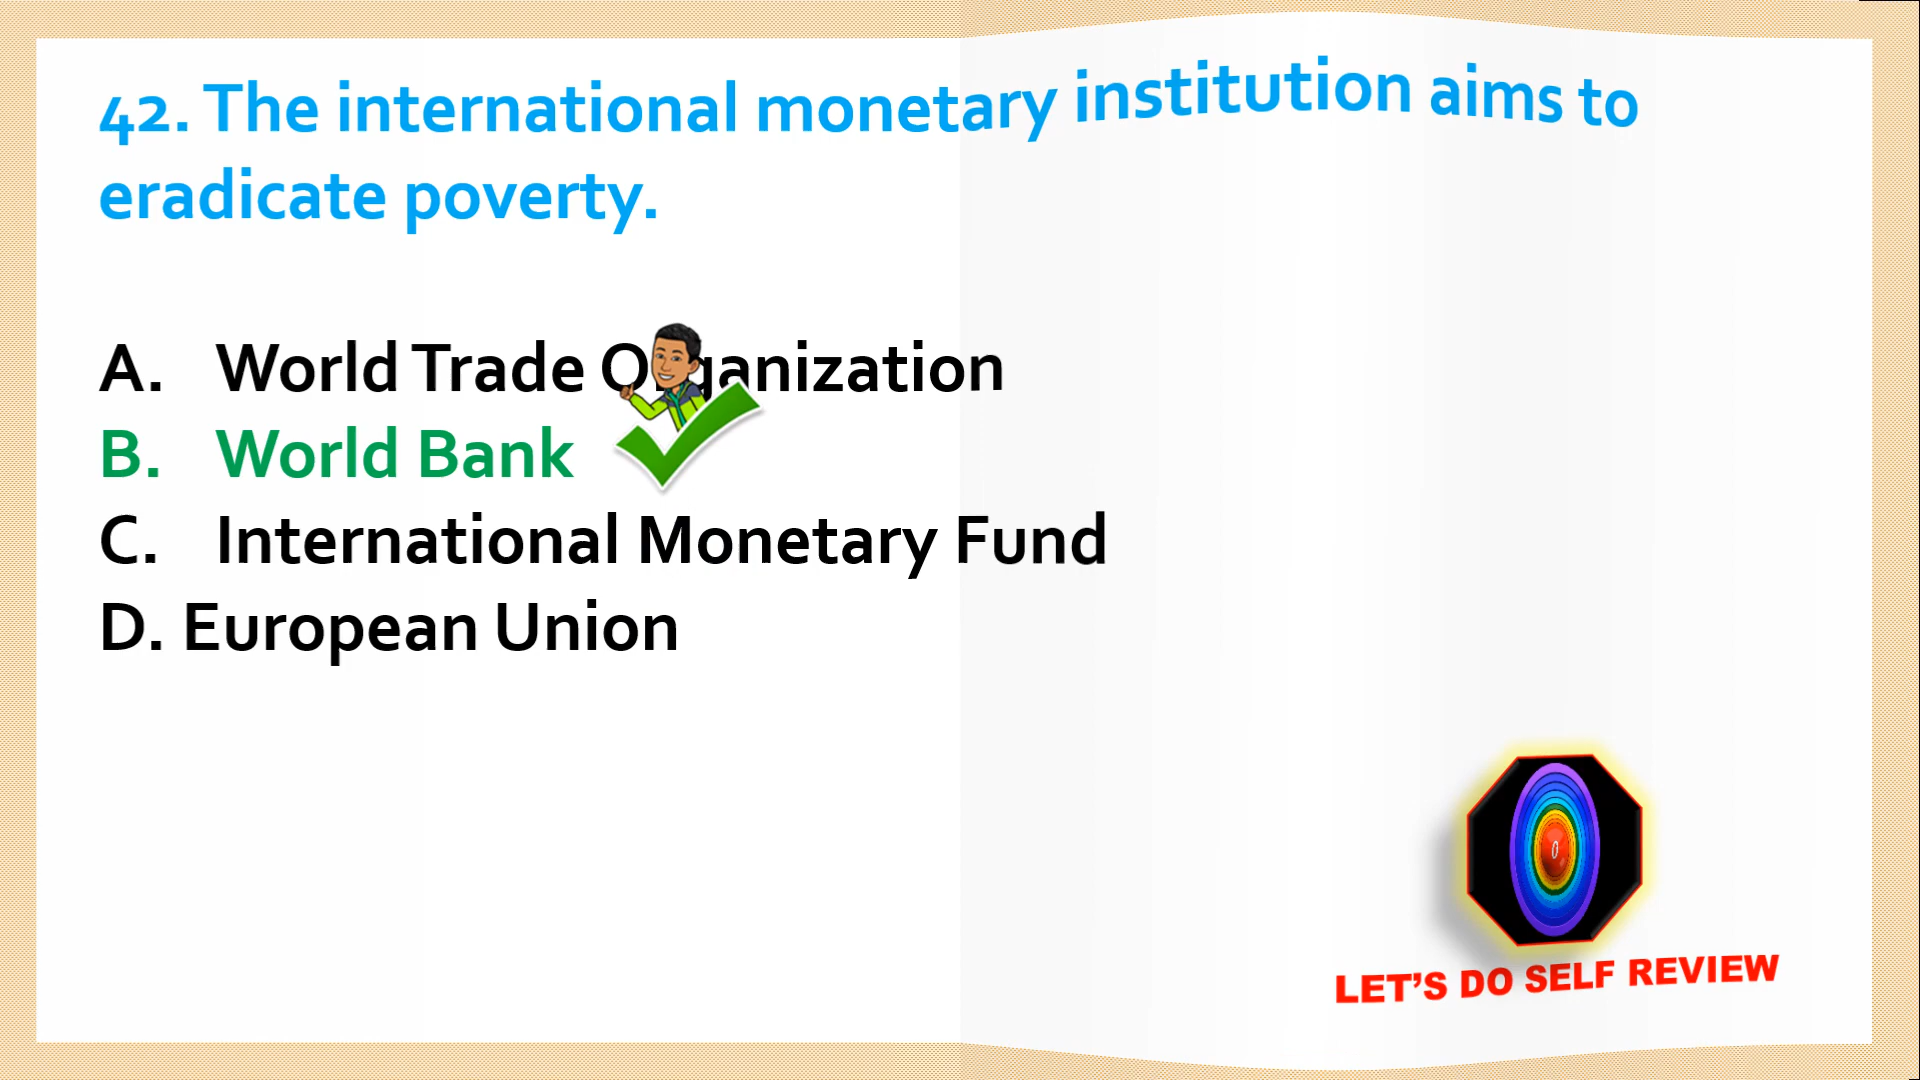 42. The international monetary institution aims to
eradicate poverty.
A. World Trade Organization
B. World Bank
C. International Monetary Fund
D. European Union
0
LET'S DO SELF REVIEW